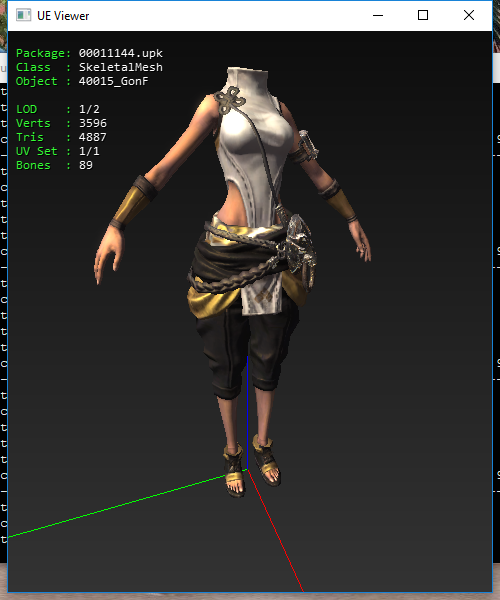 UE Viewer
Package: 00011144.upk
Class : SkeletalMesh
Object : 40015_GonF
LOD : 1/2
Verts : 3596
Tris : 4887
UV Set : 1/1
Bones : 89